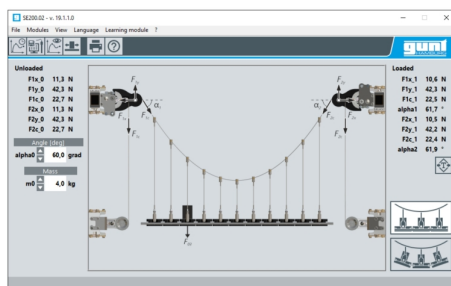 SE200.02 - v. 19.1.1.0
File Modules View Language Learning module ?
gunt
Unloaded
F1x_0 11,3 N
F1y_0 42,3 N
F1c_0 22,7 N
F2x_0 11,3 N
F2y_0 42,3 N
F2c_0 22,7 N
Angle [deg]
alpha0 60,0 grad
Mass
m0 4,0 kg
Loaded
F1x_1 10,6 N
F1y_1 42,3 N
F1c_1 22,5 N
alpha1 61,7 °
F2x_1 10,5 N
F2y_1 42,2 N
F2c_1 22,4 N
alpha2 61,9 °